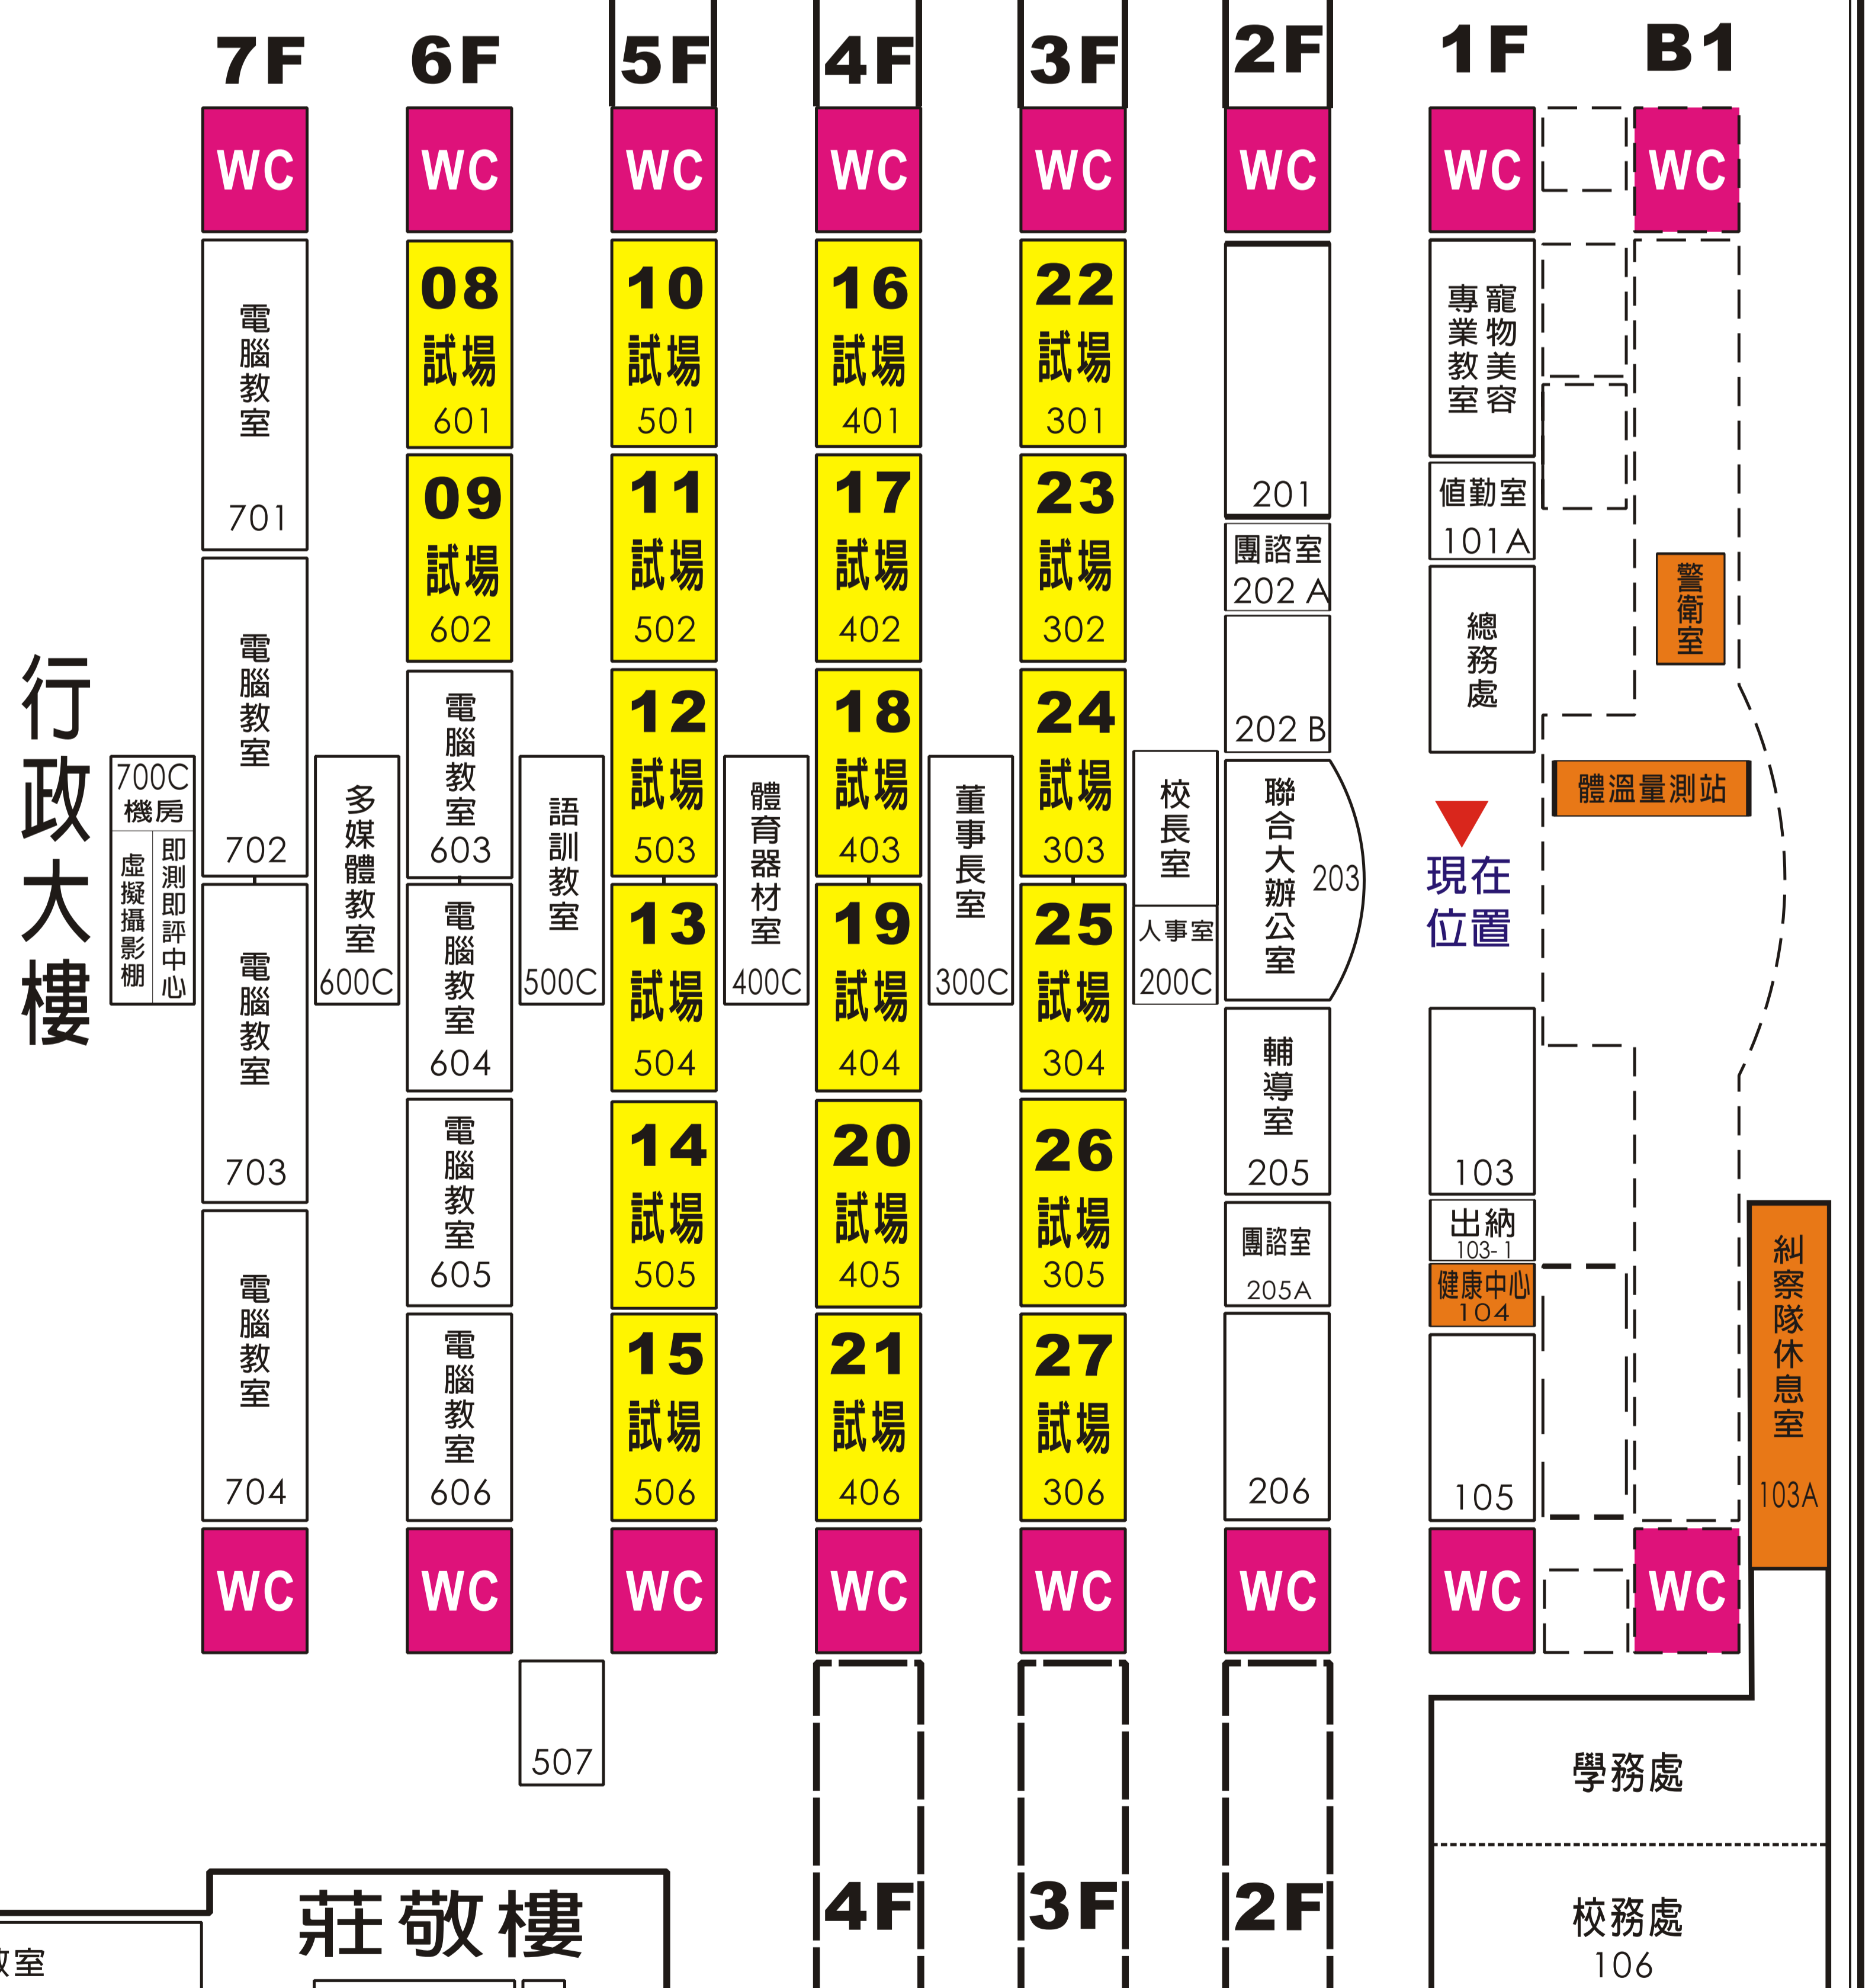 7F
6F
5F
4F
3F
2F
1F
B1
WC
WC
WC
WC
WC
WC
WC
WC
行政大樓
700C
機房
虛擬攝影棚
即測即評中心
電腦教室
701
電腦教室
702
電腦教室
703
電腦教室
704
多媒體教室
600C
08
試場
601
09
試場
602
電腦教室
603
電腦教室
604
電腦教室
605
電腦教室
606
語訓教室
500C
10
試場
501
11
試場
502
12
試場
503
13
試場
504
14
試場
505
15
試場
506
體育器材室
400C
16
試場
401
17
試場
402
18
試場
403
19
試場
404
20
試場
405
21
試場
406
董事長室
300C
22
試場
301
23
試場
302
24
試場
303
25
試場
304
26
試場
305
27
試場
306
校長室
人事室
200C
201
團諮室
202 A
202 B
聯合大辦公室
203
輔導室
205
團諮室
205A
206
寵物美容
專業教室
值勤室
101A
總務處
現在
位置
103
出納
103-1
健康中心
104
105
警衛室
體溫量測站
糾察隊休息室
103A
WC
WC
WC
WC
WC
WC
WC
WC
507
學務處
校務處
106
莊敬樓
4F
3F
2F
室